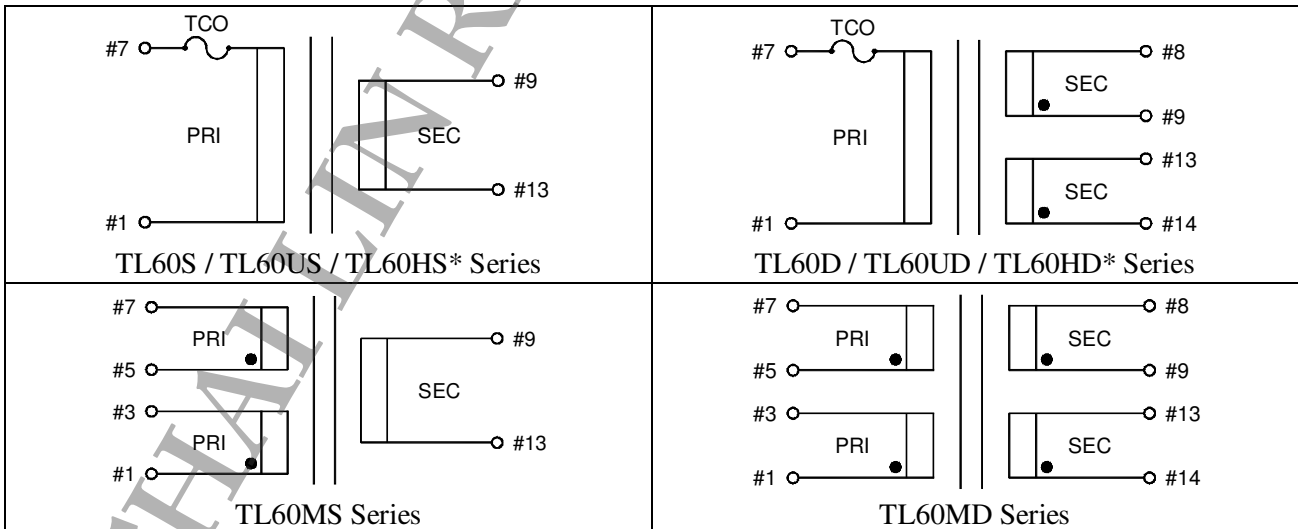 TCO
#7
PRI
#1
#9
SEC
#13
TL60S / TL60US / TL60HS* Series
TCO
#7
PRI
#1
#8
SEC
#9
#13
SEC
#14
TL60D / TL60UD / TL60HD* Series
#7
PRI
#5
#3
PRI
#1
#9
SEC
#13
TL60MS Series
#7
PRI
#5
#3
PRI
#1
#8
SEC
#9
#13
SEC
#14
TL60MD Series
THAI LIN